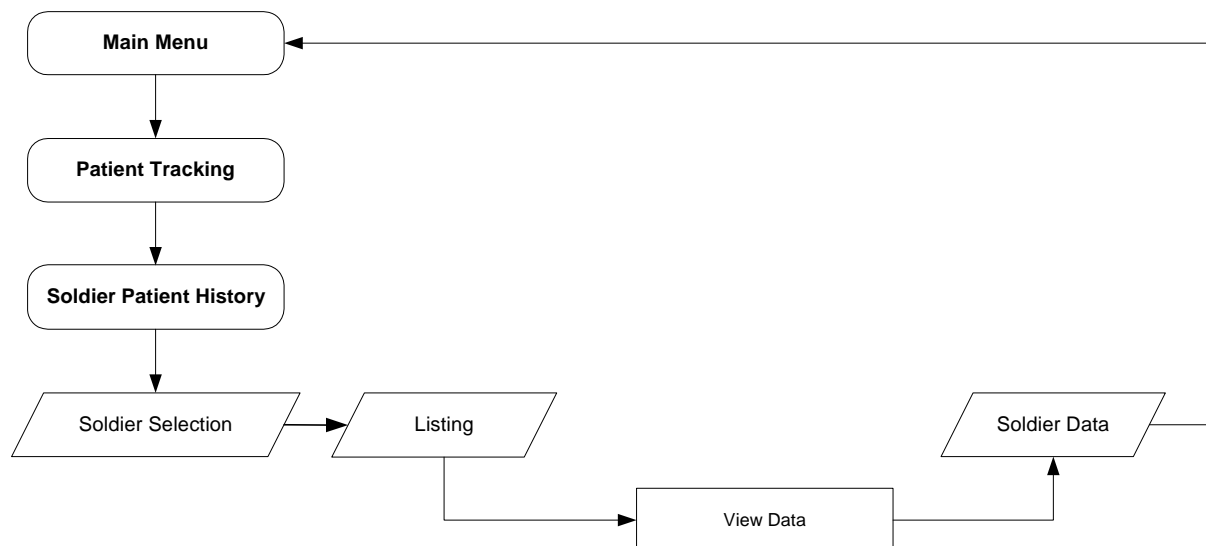 Main Menu
Patient Tracking
Soldier Patient History
Soldier Selection
Listing
Soldier Data
View Data